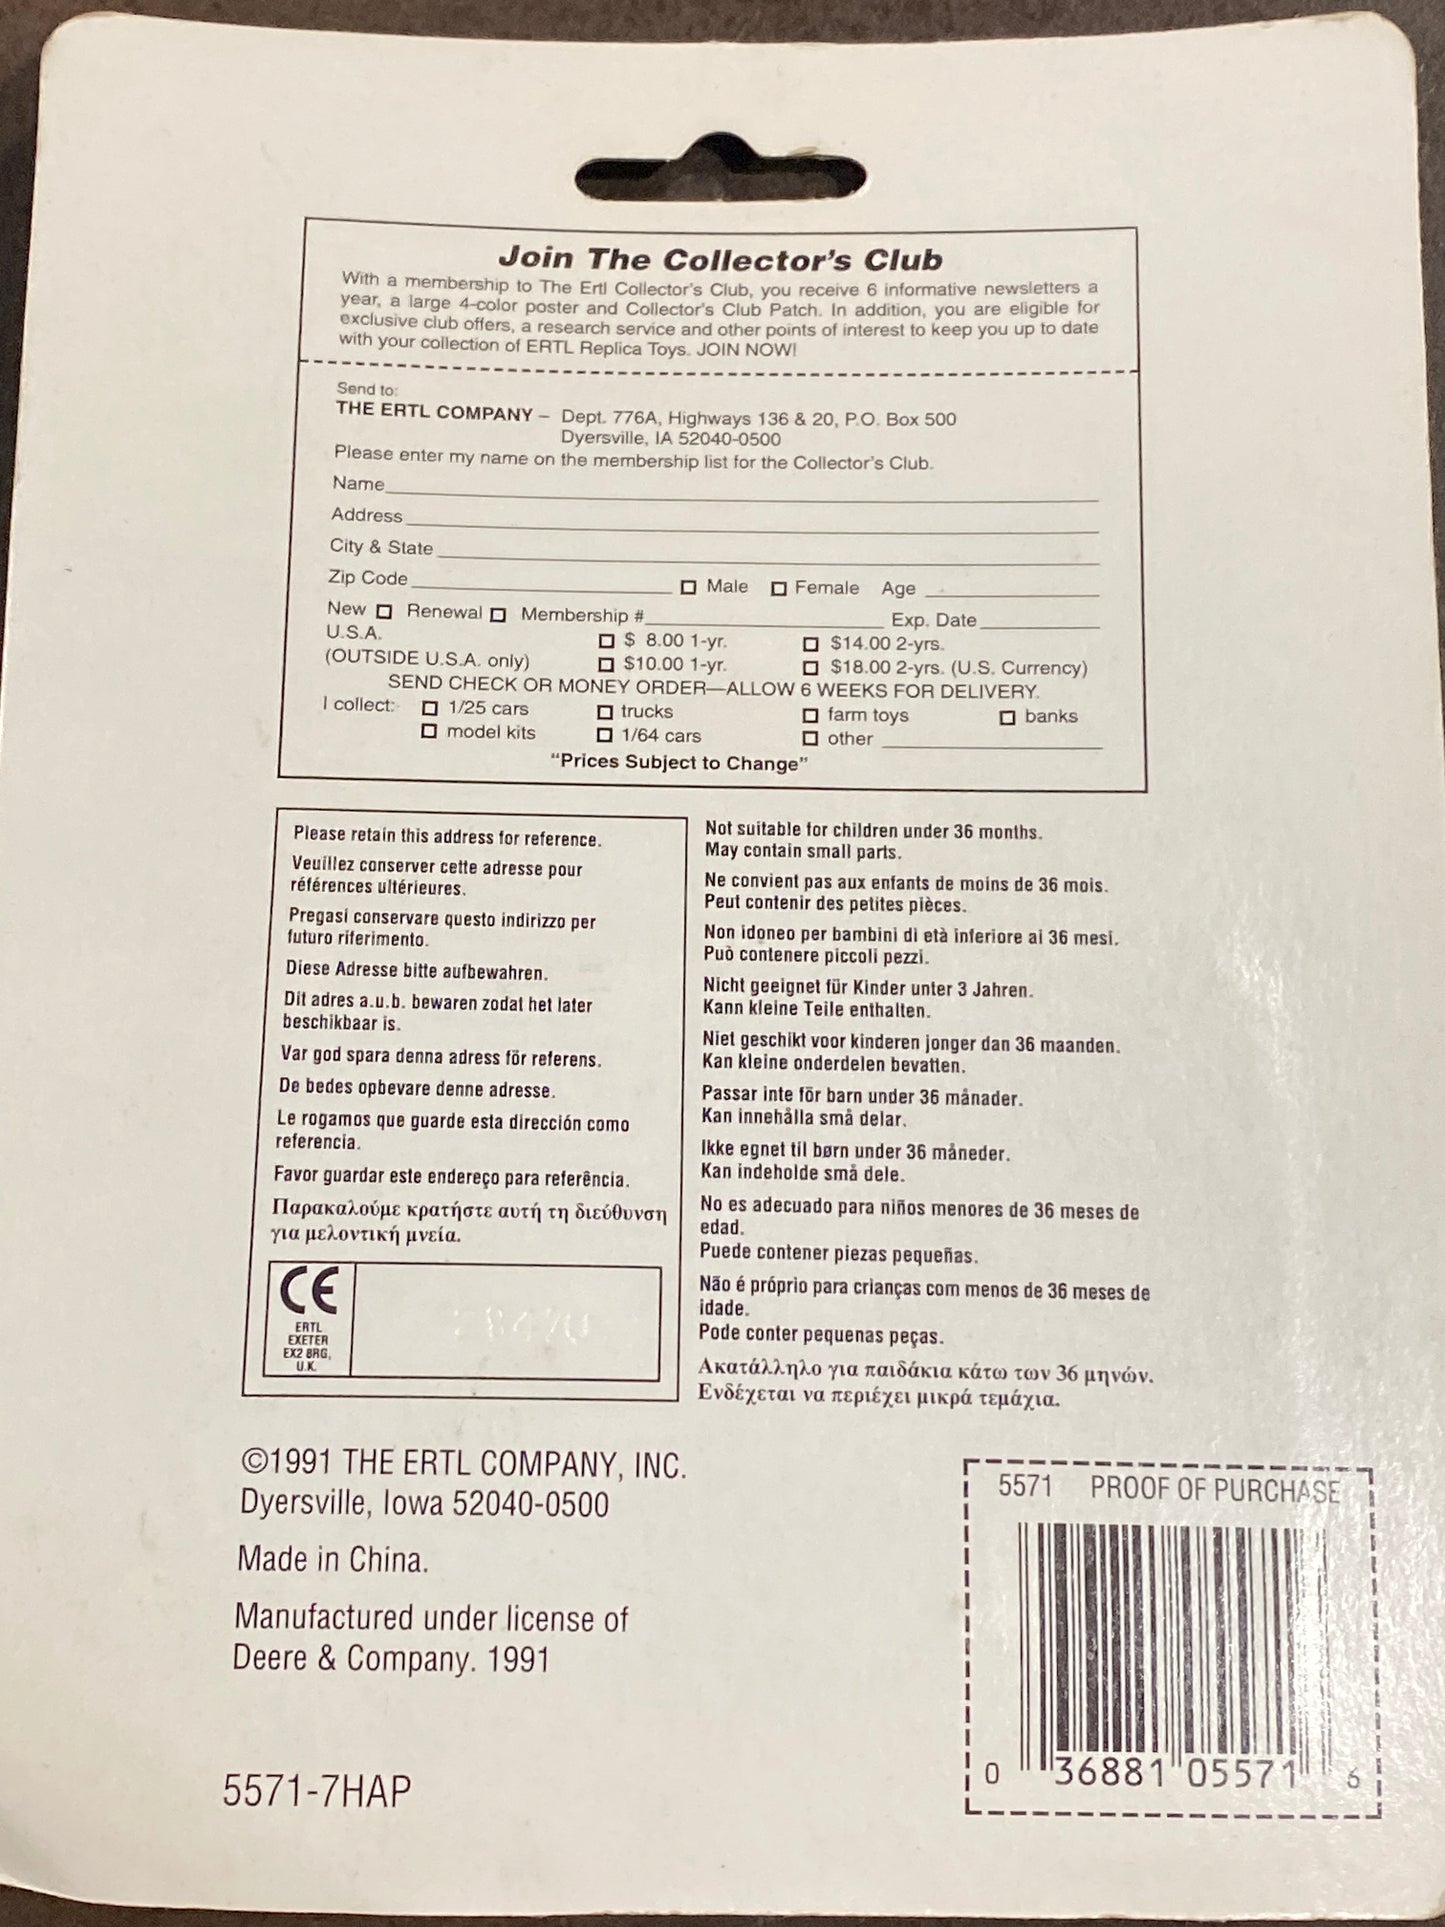 Join The Collector's Club
With a membership to The Ertl Collector's Club, you receive 6 informative newsletters a
year, a large 4-color poster and Collector's Club Patch. In addition, you are eligible for
exclusive club offers, a research service and other points of interest to keep you up to date
with your collection of ERTL Replica Toys. JOIN NOW!
Send to:
THE ERTL COMPANY – Dept. 776A, Highways 136 & 20, P.O. Box 500
Dyersville, IA 52040-0500
Please enter my name on the membership list for the Collector's Club.
Name
Address
City & State
Zip Code Male Female Age
New Renewal Membership # Exp. Date
U.S.A. $ 8.00 1-yr. $14.00 2-yrs.
(OUTSIDE U.S.A. only) $10.00 1-yr. $18.00 2-yrs. (U.S. Currency)
SEND CHECK OR MONEY ORDER—ALLOW 6 WEEKS FOR DELIVERY.
I collect: 1/25 cars trucks farm toys banks
model kits 1/64 cars other
"Prices Subject to Change"
Please retain this address for reference.
Veuillez conserver cette adresse pour
références ultérieures.
Pregasi conservare questo indirizzo per
futuro riferimento.
Diese Adresse bitte aufbewahren.
Dit adres a.u.b. bewaren zodat het later
beschikbaar is.
Var god spara denna adress för referens.
De bedes opbevare denne adresse.
Le rogamos que guarde esta dirección como
referencia.
Favor guardar este endereço para referência.
Παρακαλούμε κρατήστε αυτή τη διεύθυνση
για μελοντική μνεία.
CE
ERTL
EXETER
EX2 8RG,
U.K.
Not suitable for children under 36 months.
May contain small parts.
Ne convient pas aux enfants de moins de 36 mois.
Peut contenir des petites pièces.
Non idoneo per bambini di età inferiore ai 36 mesi.
Può contenere piccoli pezzi.
Nicht geeignet für Kinder unter 3 Jahren.
Kann kleine Teile enthalten.
Niet geschikt voor kinderen jonger dan 36 maanden.
Kan kleine onderdelen bevatten.
Passar inte för barn under 36 månader.
Kan innehålla små delar.
Ikke egnet til børn under 36 måneder.
Kan indeholde små dele.
No es adecuado para niños menores de 36 meses de
edad.
Puede contener piezas pequeñas.
Não é próprio para crianças com menos de 36 meses de
idade.
Pode conter pequenas peças.
Ακατάλληλο για παιδάκια κάτω των 36 μηνών.
Ενδέχεται να περιέχει μικρά τεμάχια.
©1991 THE ERTL COMPANY, INC.
Dyersville, Iowa 52040-0500
Made in China.
Manufactured under license of
Deere & Company. 1991
5571-7HAP
5571 PROOF OF PURCHASE
0 36881 05571 6